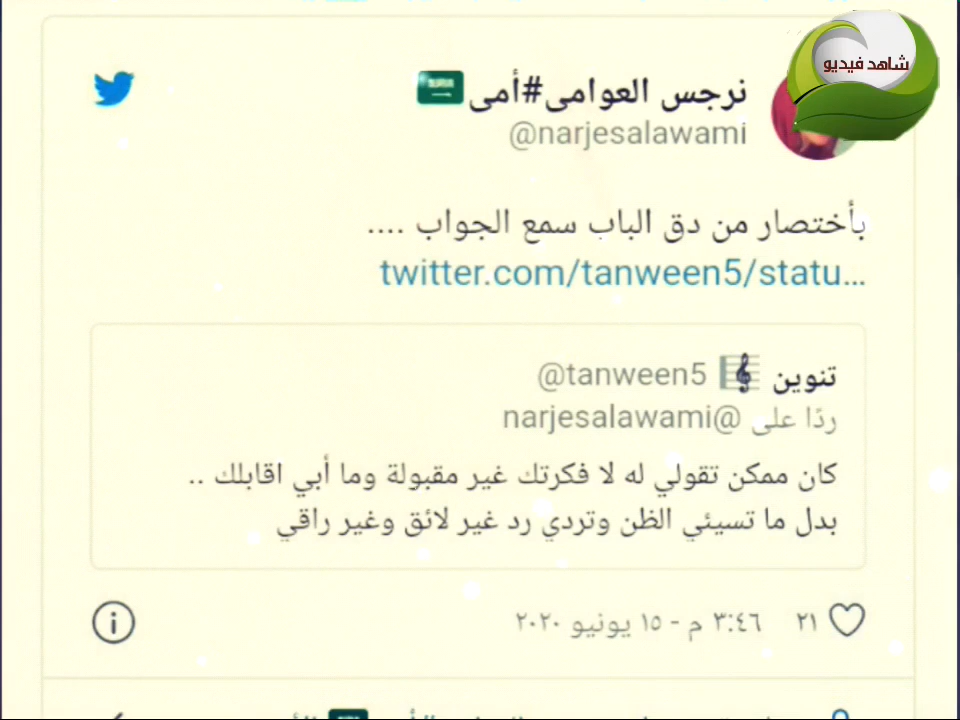 شاهد فيديو
نرجس العوامى#أمى
@narjesalawami
بأختصار من دق الباب سمع الجواب ....
twitter.com/tanween5/statu...
تنوين @tanween5
ردًا على @narjesalawami
كان ممكن تقولي له لا فكرتك غير مقبولة وما أبي اقابلك ..
بدل ما تسيئي الظن وتردي رد غير لائق وغير راقي
٢١ ٣:٤٦ م - ١٥ يونيو ٢٠٢٠